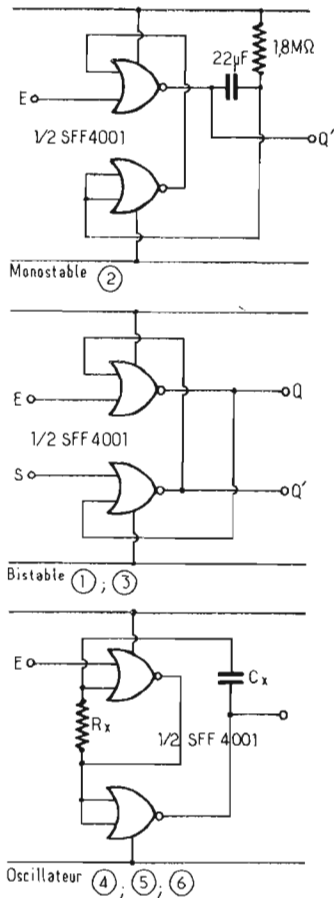 1,8MΩ
22µF
E
Q'
1/2 SFF4001
Monostable ②
E
Q
1/2 SFF4001
S
Q'
Bistable ① ; ③
E
Cx
Rx
1/2 SFF 4001
Oscillateur ④ ; ⑤ ; ⑥